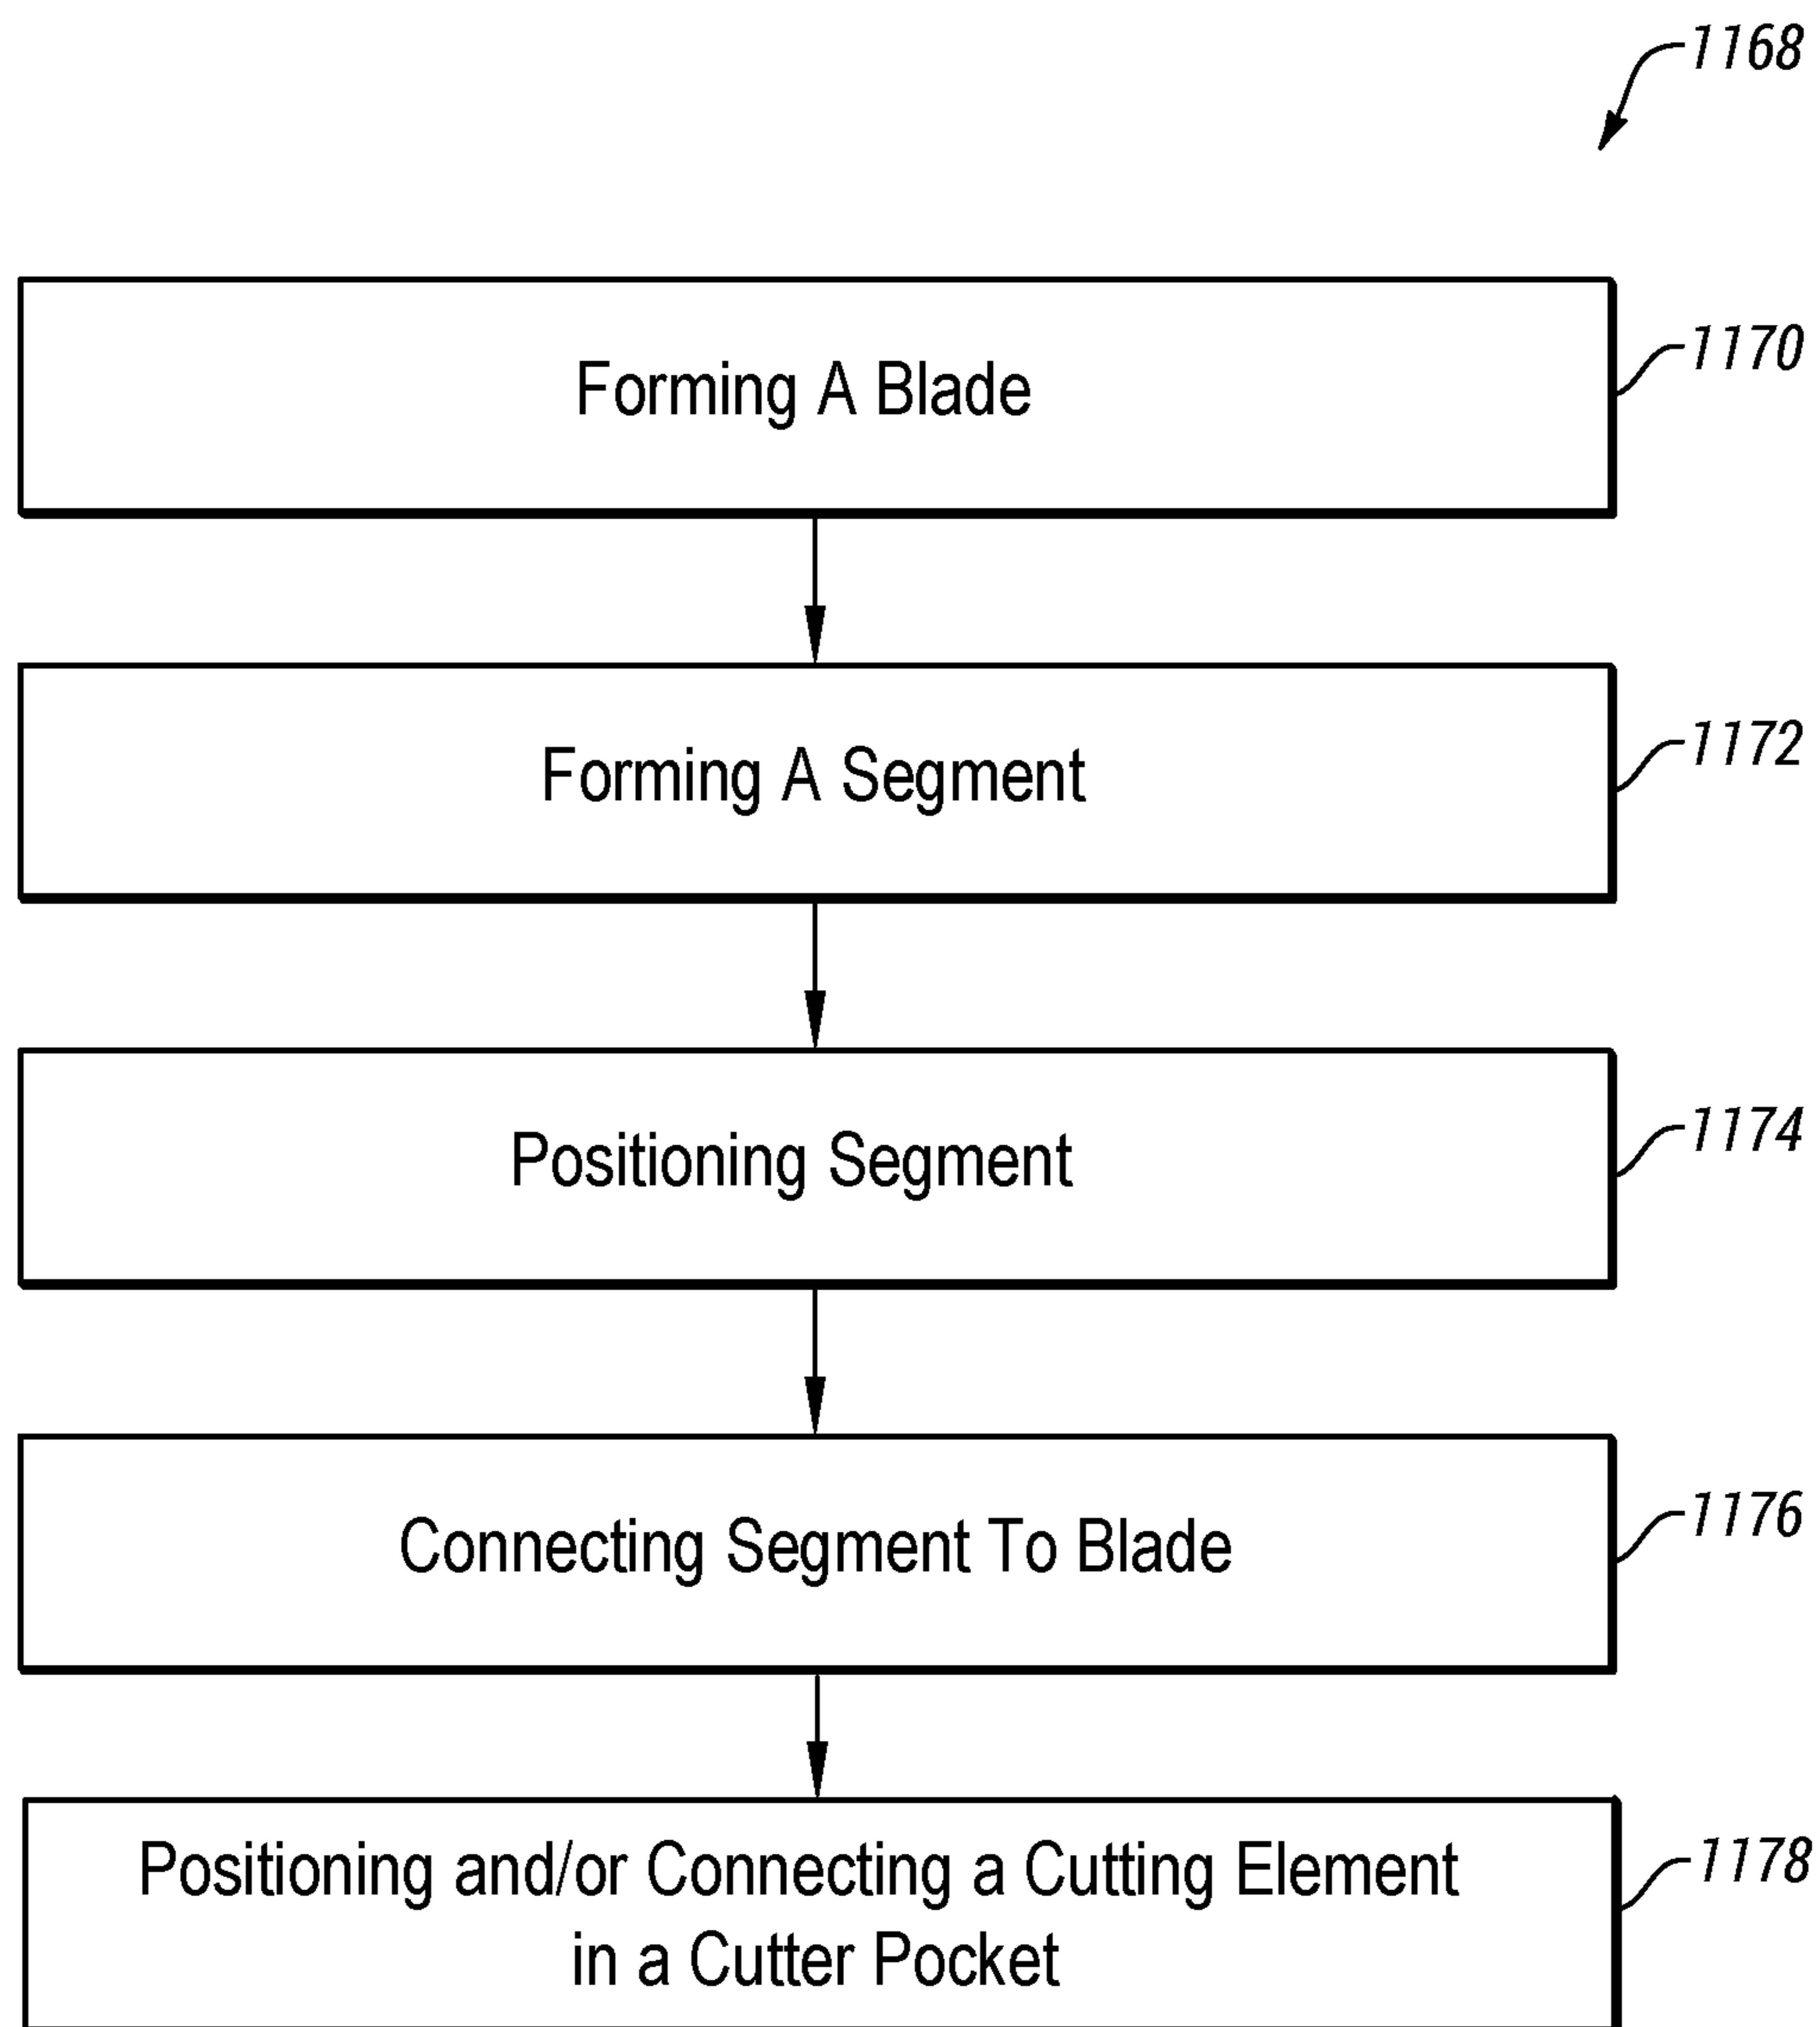 1168
Forming A Blade
1170
Forming A Segment
1172
Positioning Segment
1174
Connecting Segment To Blade
1176
Positioning and/or Connecting a Cutting Element
in a Cutter Pocket
1178